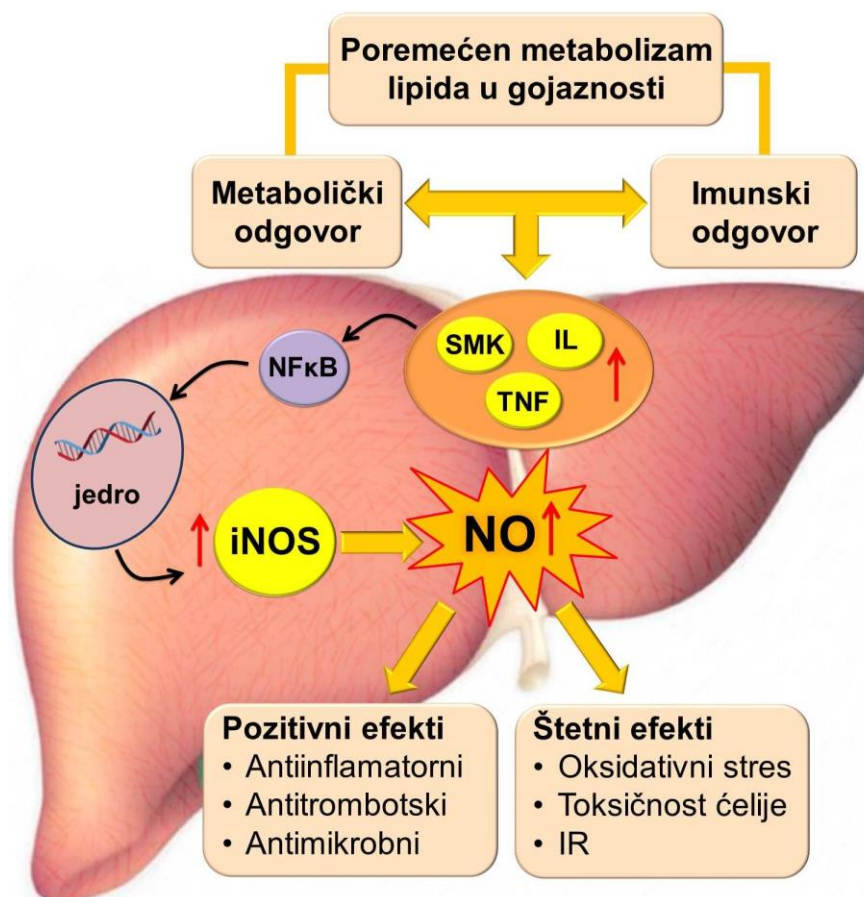 Poremećen metabolizam
lipida u gojaznosti
Metabolički
odgovor
Imunski
odgovor
SMK
IL
TNF
NFκB
jedro
iNOS
NO
Pozitivni efekti
• Antiinflamatorni
• Antitrombotski
• Antimikrobni
Štetni efekti
• Oksidativni stres
• Toksičnost ćelije
• IR